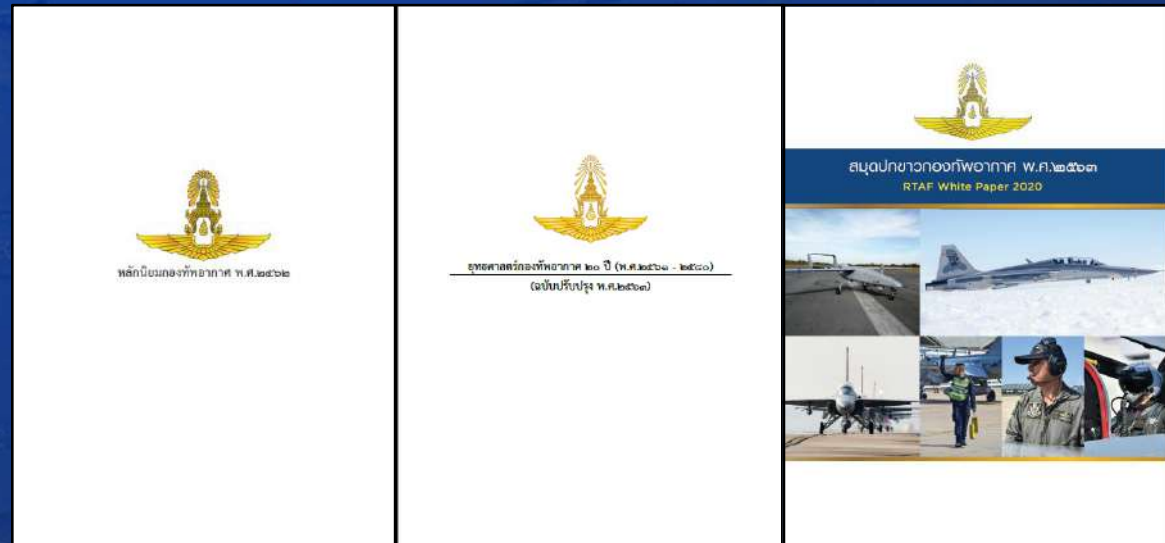 หลักนิยมกองทัพอากาศ พ.ศ.๒๕๖๒
ยุทธศาสตร์กองทัพอากาศ ๒๐ ปี (พ.ศ.๒๕๖๑ - ๒๕๘๐)
(ฉบับปรับปรุง พ.ศ.๒๕๖๓)
สมุดปกขาวกองทัพอากาศ พ.ศ.๒๕๖๓
RTAF White Paper 2020